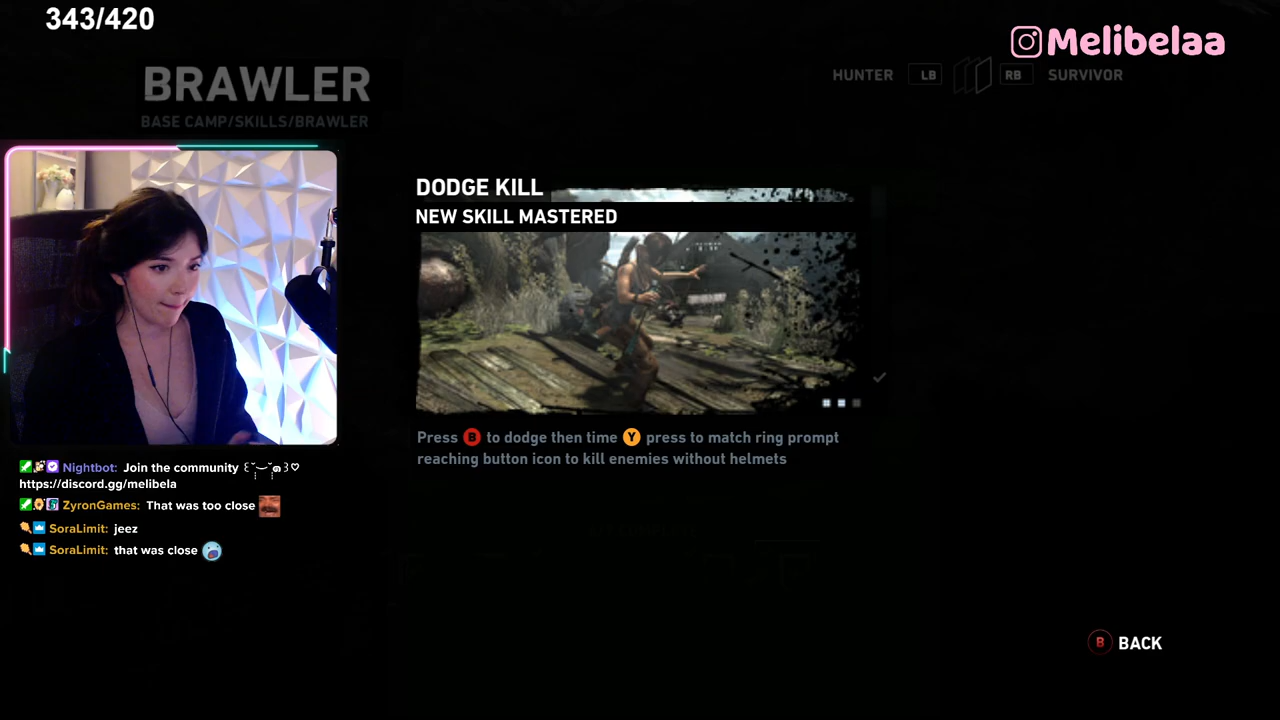 343/420
Melibelaa
BRAWLER
BASE CAMP/SKILLS/BRAWLER
HUNTER LB RB SURVIVOR
DODGE KILL
NEW SKILL MASTERED
Press B to dodge then time Y press to match ring prompt
reaching button icon to kill enemies without helmets
Nightbot: Join the community
https://discord.gg/melibela
ZyronGames: That was too close
SoraLimit: jeez
SoraLimit: that was close
B BACK